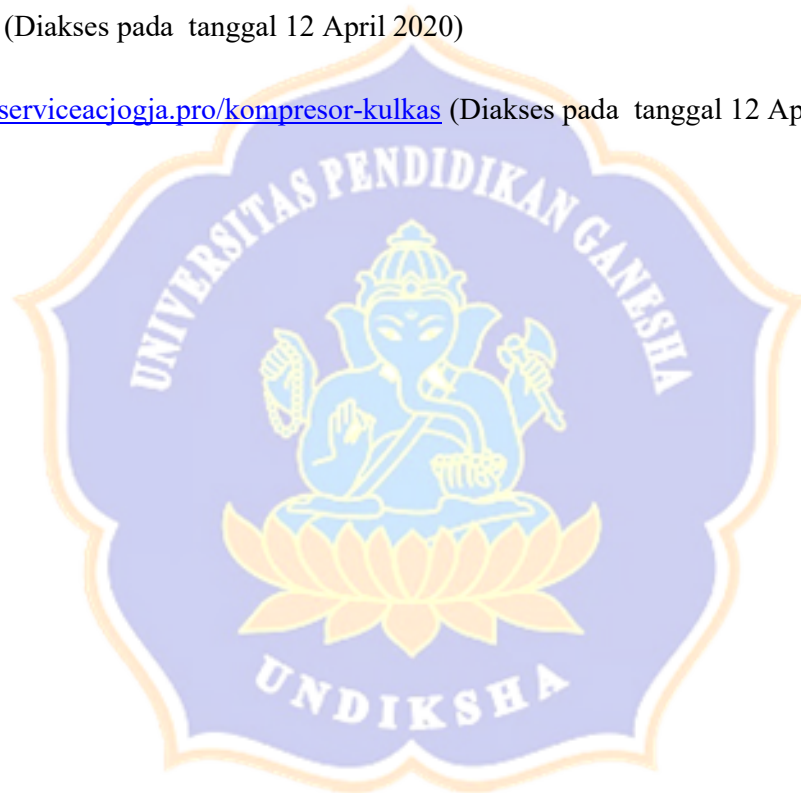 (Diakses pada tanggal 12 April 2020)
serviceacjogja.pro/kompresor-kulkas (Diakses pada tanggal 12 Ap
UNIVERSITAS PENDIDIKAN GANESHA
UNDIKSHA